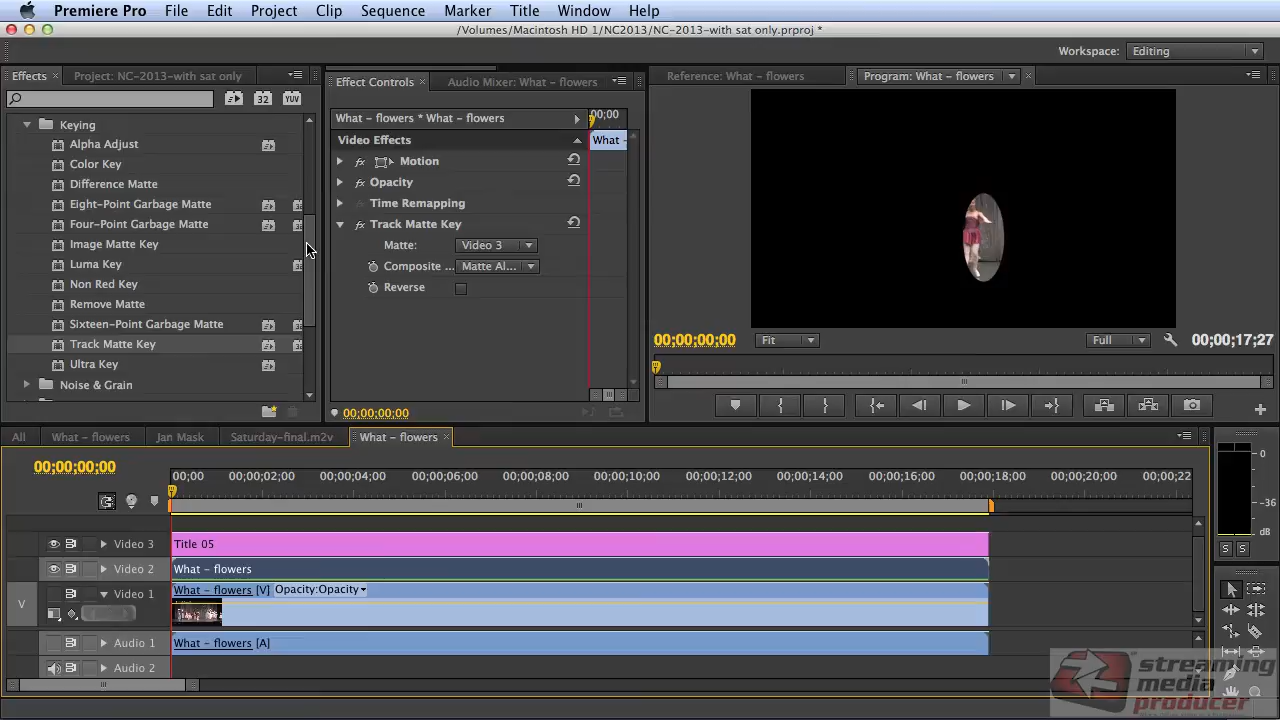 Premiere Pro File Edit Project Clip Sequence Marker Title Window Help
/Volumes/Macintosh HD 1/NC2013/NC-2013-with sat only.prproj *
Workspace: Editing
Effects Project: NC-2013-with sat only
Effect Controls Audio Mixer: What - flowers
Reference: What - flowers Program: What - flowers
32 YUV
Keying
Alpha Adjust
Color Key
Difference Matte
Eight-Point Garbage Matte
Four-Point Garbage Matte
Image Matte Key
Luma Key
Non Red Key
Remove Matte
Sixteen-Point Garbage Matte
Track Matte Key
Ultra Key
Noise & Grain
What - flowers * What - flowers
00;00
Video Effects
What -
fx Motion
fx Opacity
Time Remapping
fx Track Matte Key
Matte: Video 3
Composite ... Matte Al...
Reverse
00;00;00;00
00;00;00;00 Fit Full 00;00;17;27
All What - flowers Jan Mask Saturday-final.m2v What - flowers
00;00;00;00
00;00 00;00;02;00 00;00;04;00 00;00;06;00 00;00;08;00 00;00;10;00 00;00;12;00 00;00;14;00 00;00;16;00 00;00;18;00 00;00;20;00 00;00;22
Video 3 Title 05
Video 2 What - flowers
V Video 1 What - flowers [V] Opacity:Opacity
Audio 1 What - flowers [A]
Audio 2
0
-36
dB
S S
streaming
media
producer